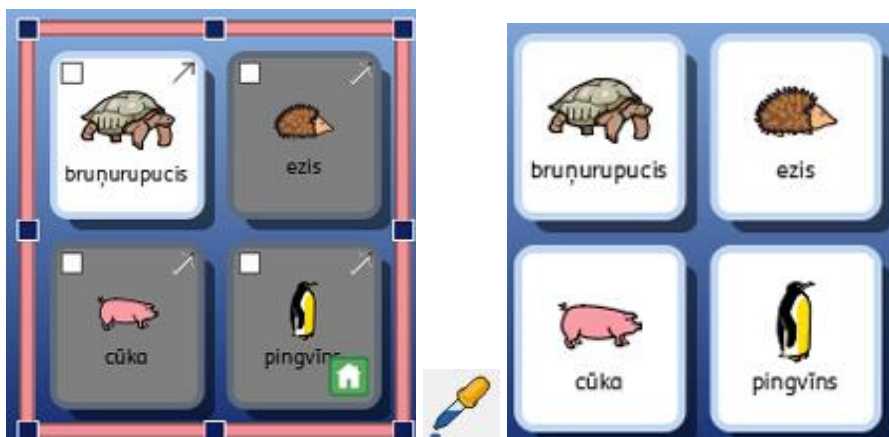 bruņurupucis
ezis
cūka
pingvīns
bruņurupucis
ezis
cūka
pingvīns